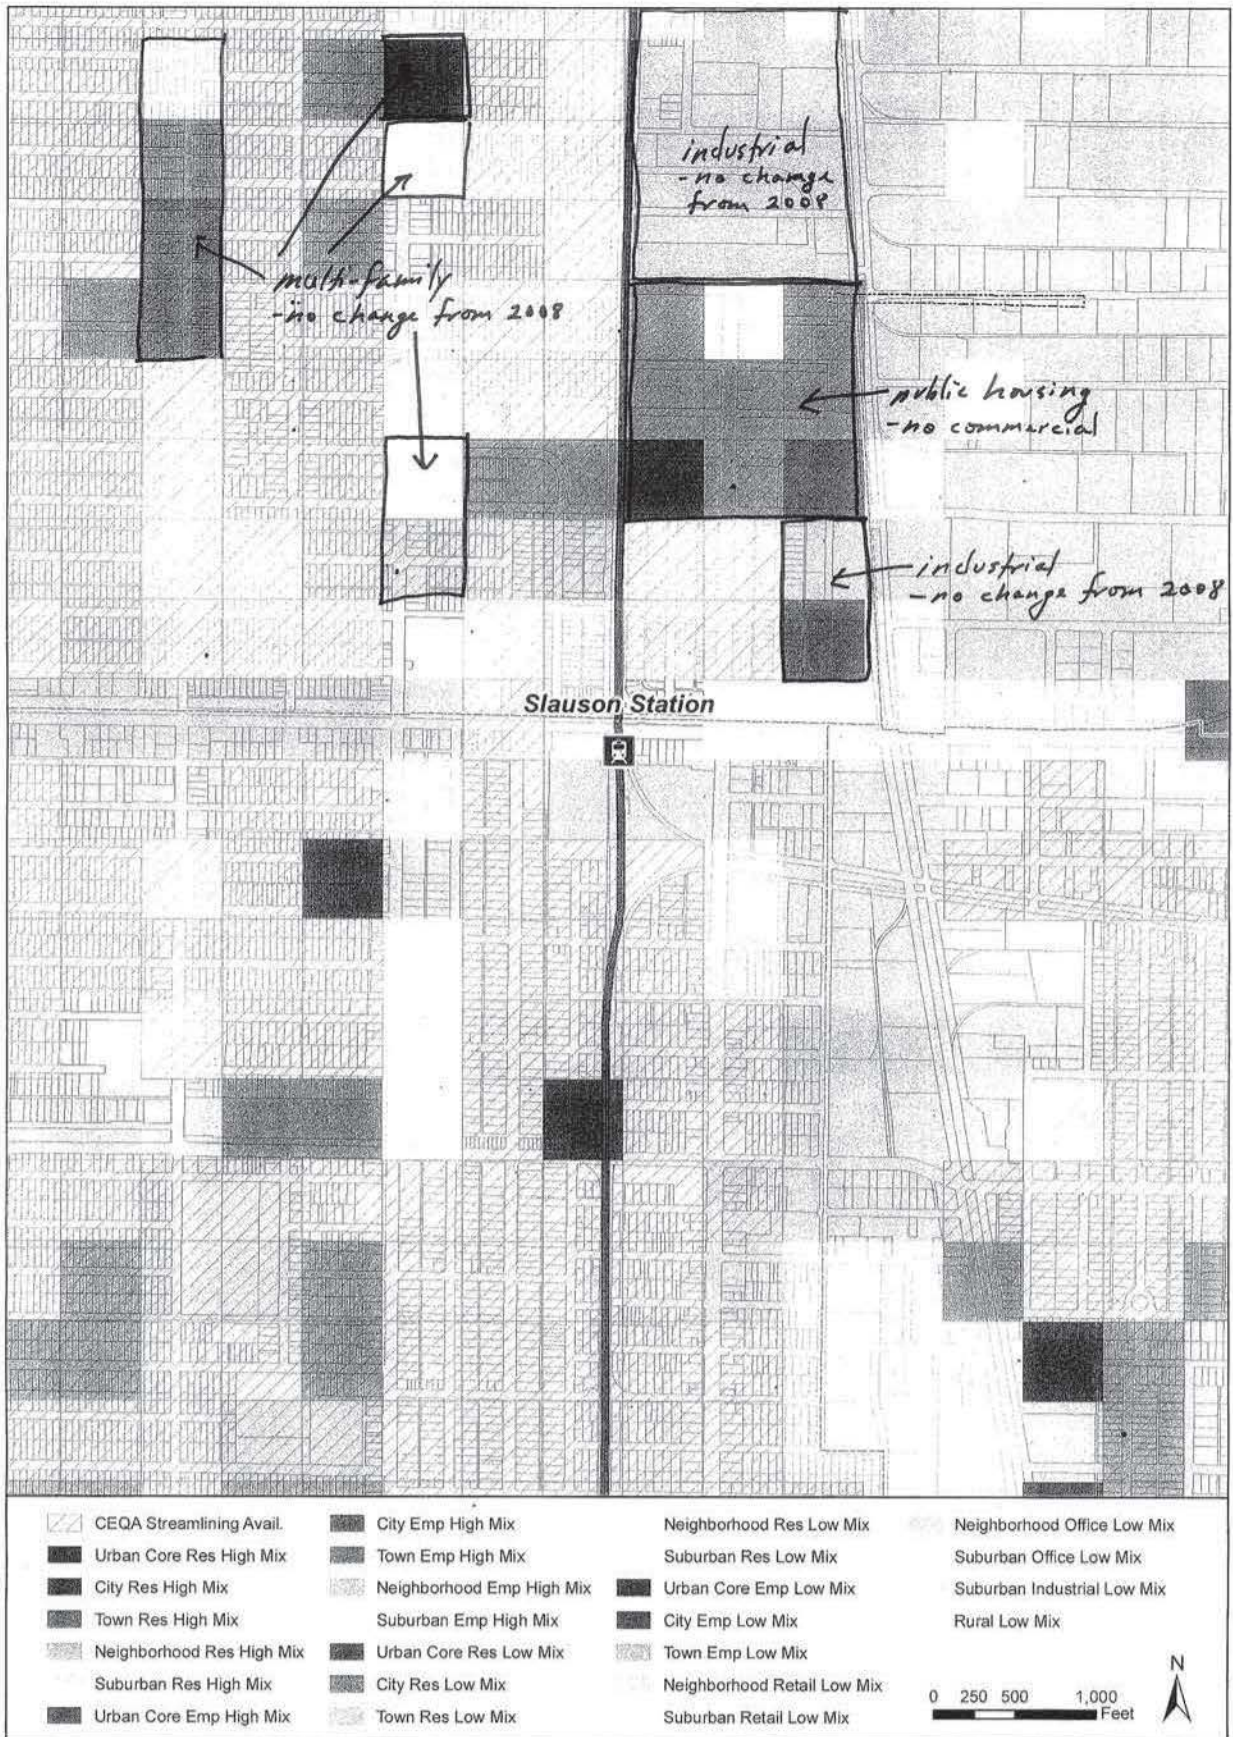 industrial
- no change
from 2008
multi-family
- no change from 2008
public housing
- no commercial
industrial
- no change from 2008
Slauson Station
CEQA Streamlining Avail.
Urban Core Res High Mix
City Res High Mix
Town Res High Mix
Neighborhood Res High Mix
Suburban Res High Mix
Urban Core Emp High Mix
City Emp High Mix
Town Emp High Mix
Neighborhood Emp High Mix
Suburban Emp High Mix
Urban Core Res Low Mix
City Res Low Mix
Town Res Low Mix
Neighborhood Res Low Mix
Suburban Res Low Mix
Urban Core Emp Low Mix
City Emp Low Mix
Town Emp Low Mix
Neighborhood Retail Low Mix
Suburban Retail Low Mix
Neighborhood Office Low Mix
Suburban Office Low Mix
Suburban Industrial Low Mix
Rural Low Mix
N
0 250 500 1,000
Feet